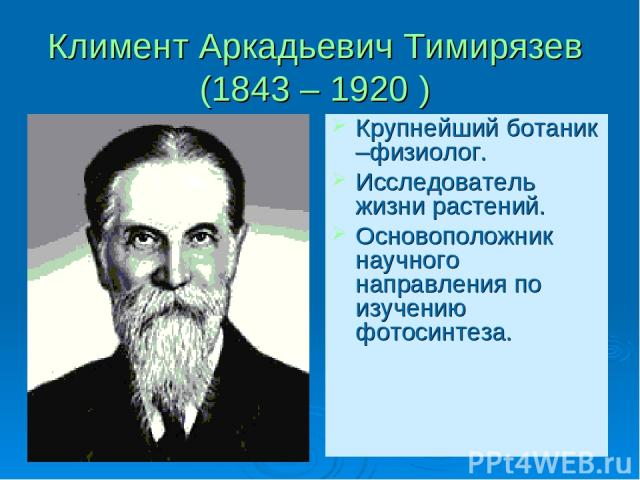 Климент Аркадьевич Тимирязев
(1843 – 1920 )
Крупнейший ботаник
–физиолог.
Исследователь
жизни растений.
Основоположник
научного
направления по
изучению
фотосинтеза.
PPt4WEB.ru